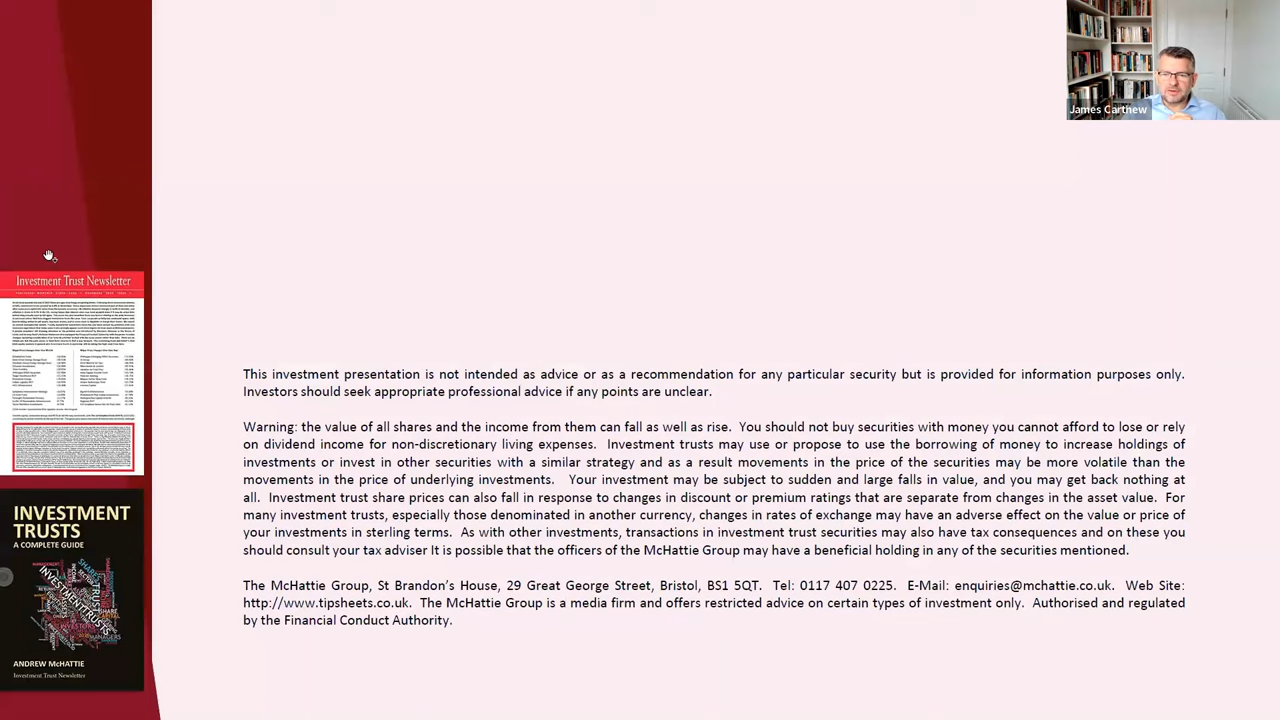 James Carthew
Investment Trust Newsletter
INVESTMENT
TRUSTS
A COMPLETE GUIDE
ANDREW McHATTIE
Investment Trust Newsletter
This investment presentation is not intended as advice or as a recommendation for any particular security but is provided for information purposes only.
Investors should seek appropriate professional advice if any points are unclear.
Warning: the value of all shares and the income from them can fall as well as rise. You should not buy securities with money you cannot afford to lose or rely
on dividend income for non-discretionary living expenses. Investment trusts may also choose to use the borrowing of money to increase holdings of
investments or invest in other securities with a similar strategy and as a result movements in the price of the securities may be more volatile than the
movements in the price of underlying investments. Your investment may be subject to sudden and large falls in value, and you may get back nothing at
all. Investment trust share prices can also fall in response to changes in discount or premium ratings that are separate from changes in the asset value. For
many investment trusts, especially those denominated in another currency, changes in rates of exchange may have an adverse effect on the value or price of
your investments in sterling terms. As with other investments, transactions in investment trust securities may also have tax consequences and on these you
should consult your tax adviser It is possible that the officers of the McHattie Group may have a beneficial holding in any of the securities mentioned.
The McHattie Group, St Brandon's House, 29 Great George Street, Bristol, BS1 5QT. Tel: 0117 407 0225. E-Mail: enquiries@mchattie.co.uk. Web Site:
http://www.tipsheets.co.uk. The McHattie Group is a media firm and offers restricted advice on certain types of investment only. Authorised and regulated
by the Financial Conduct Authority.